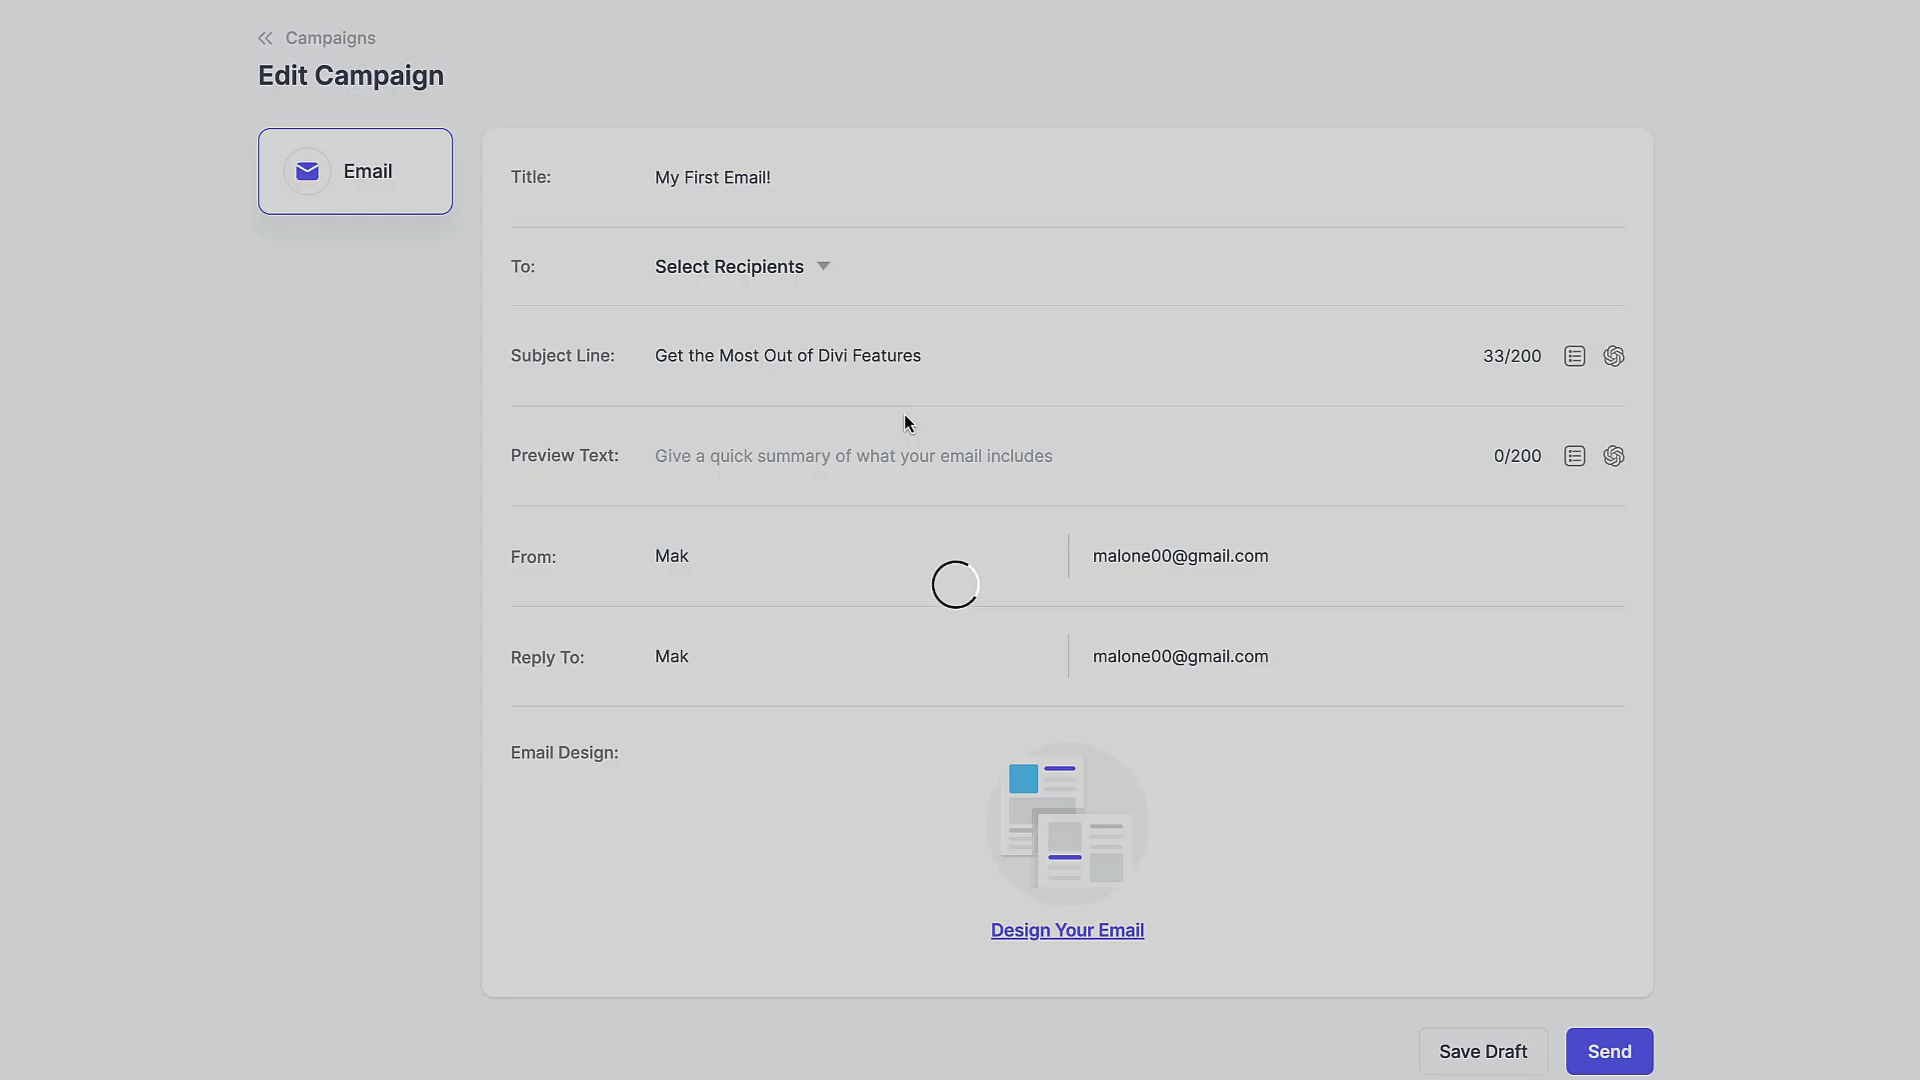 Campaigns
Edit Campaign
Email
Title: My First Email!
To: Select Recipients
Subject Line: Get the Most Out of Divi Features 33/200
Preview Text: Give a quick summary of what your email includes 0/200
From: Mak malone00@gmail.com
Reply To: Mak malone00@gmail.com
Email Design:
Design Your Email
Save Draft Send